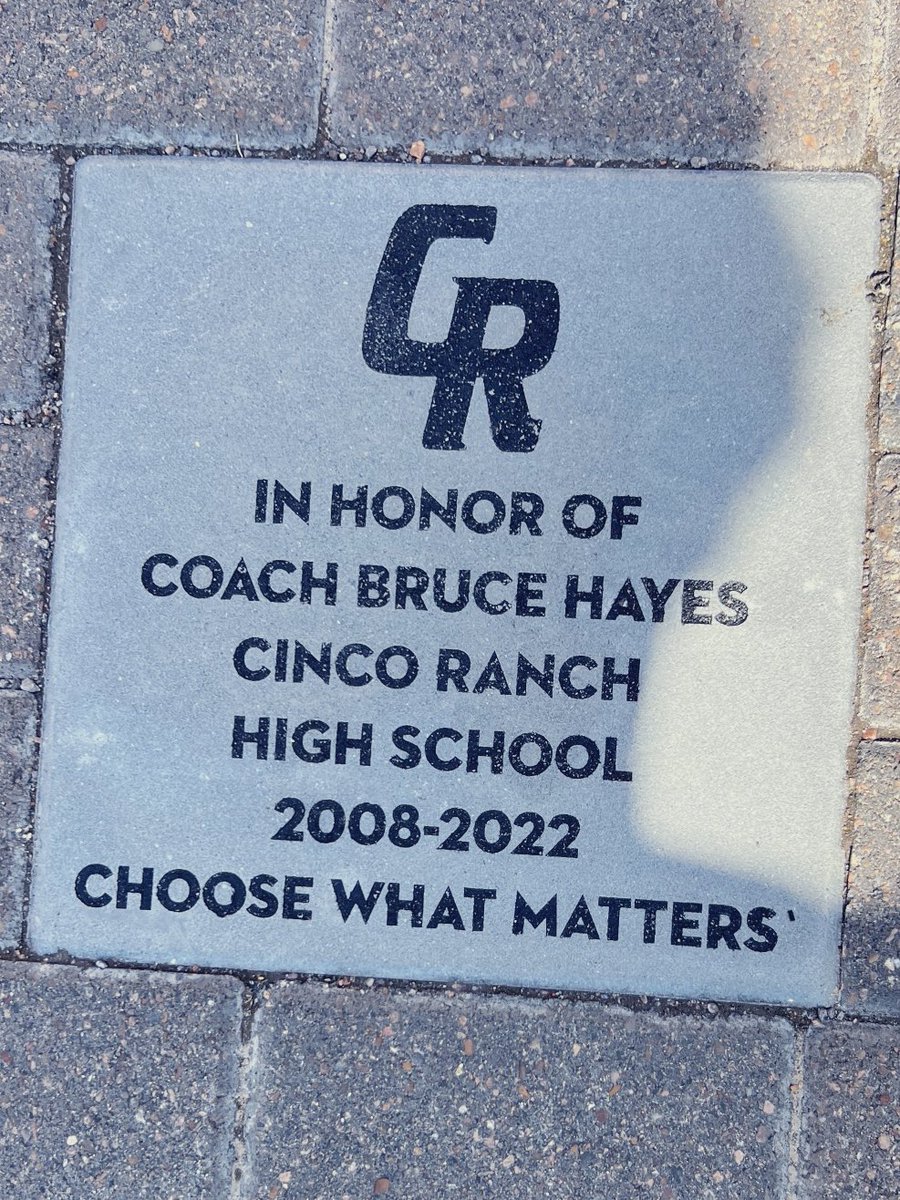 CR
IN HONOR OF
COACH BRUCE HAYES
CINCO RANCH
HIGH SCHOOL
2008-2022
CHOOSE WHAT MATTERS